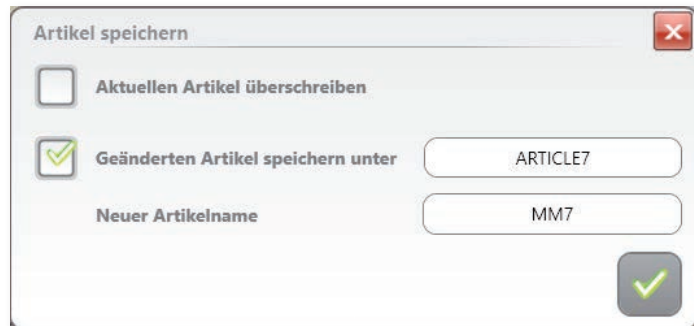 Artikel speichern
Aktuellen Artikel überschreiben
Geänderten Artikel speichern unter ARTICLE7
Neuer Artikelname MM7